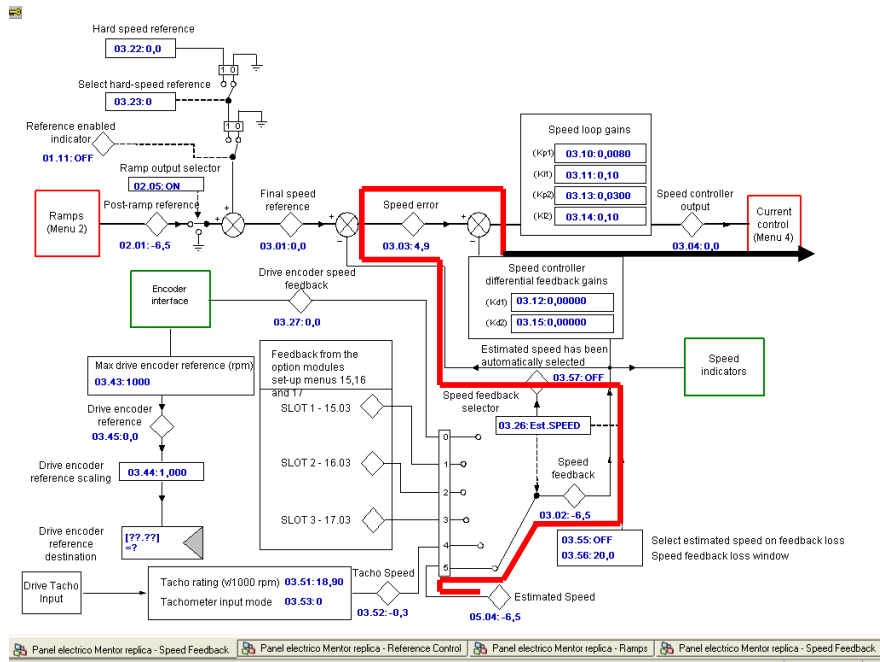 Hard speed reference
03.22:0,0
1 0
Select hard-speed reference
03.23:0
1 0
Reference enabled
indicator
01.11:OFF
Ramp output selector
02.05:ON
Ramps
(Menu 2)
Post-ramp reference
02.01:-6,5
+
+
Final speed
reference
03.01:0,0
+
−
Speed error
03.03:4,9
+
−
Speed loop gains
(Kp1) 03.10:0,0080
(Ki1) 03.11:0,10
(Kp2) 03.13:0,0300
(Ki2) 03.14:0,10
Speed controller
output
03.04:0,0
Current
control
(Menu 4)
Speed controller
differential feedback gains
(Kd1) 03.12:0,00000
(Kd2) 03.15:0,00000
Encoder
interface
Drive encoder speed
feedback
03.27:0,0
Max drive encoder reference (rpm)
03.43:1000
Drive encoder
reference
03.45:0,0
Drive encoder
reference scaling
03.44:1,000
Drive encoder
reference
destination
[??.??]
=?
Feedback from the
option modules
set-up menus 15,16
and 17
SLOT 1 - 15.03
SLOT 2 - 16.03
SLOT 3 - 17.03
0
1
2
3
4
5
Estimated speed has been
automatically selected
03.57:OFF
Speed feedback
selector
03.26:Est.SPEED
Speed
feedback
03.02:-6,5
Speed
indicators
03.55:OFF
03.56:20,0
Select estimated speed on feedback loss
Speed feedback loss window
Drive Tacho
Input
Tacho rating (v/1000 rpm) 03.51:18,90
Tachometer input mode 03.53:0
Tacho Speed
03.52:-0,3
Estimated Speed
05.04:-6,5
Panel electrico Mentor replica - Speed Feedback
Panel electrico Mentor replica - Reference Control
Panel electrico Mentor replica - Ramps
Panel electrico Mentor replica - Speed Feedback